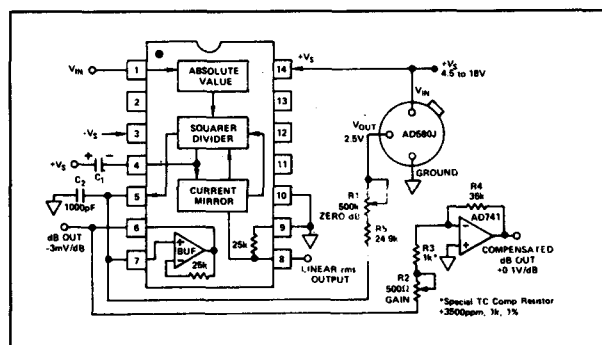 VIN
1
2
3
4
5
6
7
14
13
12
11
10
9
8
ABSOLUTE
VALUE
SQUARER
DIVIDER
CURRENT
MIRROR
BUF
25k
25k
+VS
-VS
+VS
+ -
C1
C2
1000pF
dB OUT
-3mV/dB
LINEAR rms
OUTPUT
+VS
4.5 to 18V
VIN
VOUT
2.5V
AD580J
GROUND
R1
500k
ZERO dB
R5
24.9k
R4
R3
1k*
R2
500Ω
GAIN
AD741
COMPENSATED
dB OUT
+0.1V/dB
*Special TC Comp Resistor
+3500ppm, 1k, 1%